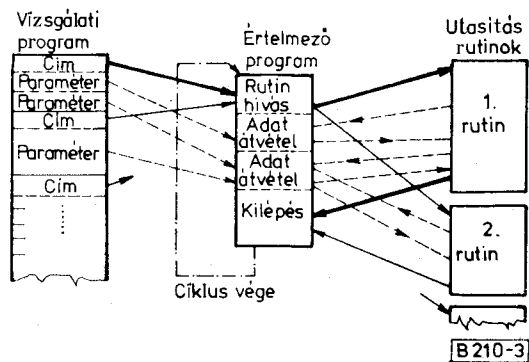 Vizsgálati
program
Cím
Paraméter
Paraméter
Cím
Paraméter
Cím
Értelmező
program
Rutin
hívás
Adat
átvétel
Adat
átvétel
Kilépés
Ciklus vége
Utasitás
rutinok
1.
rutin
2.
rutin
B 210-3